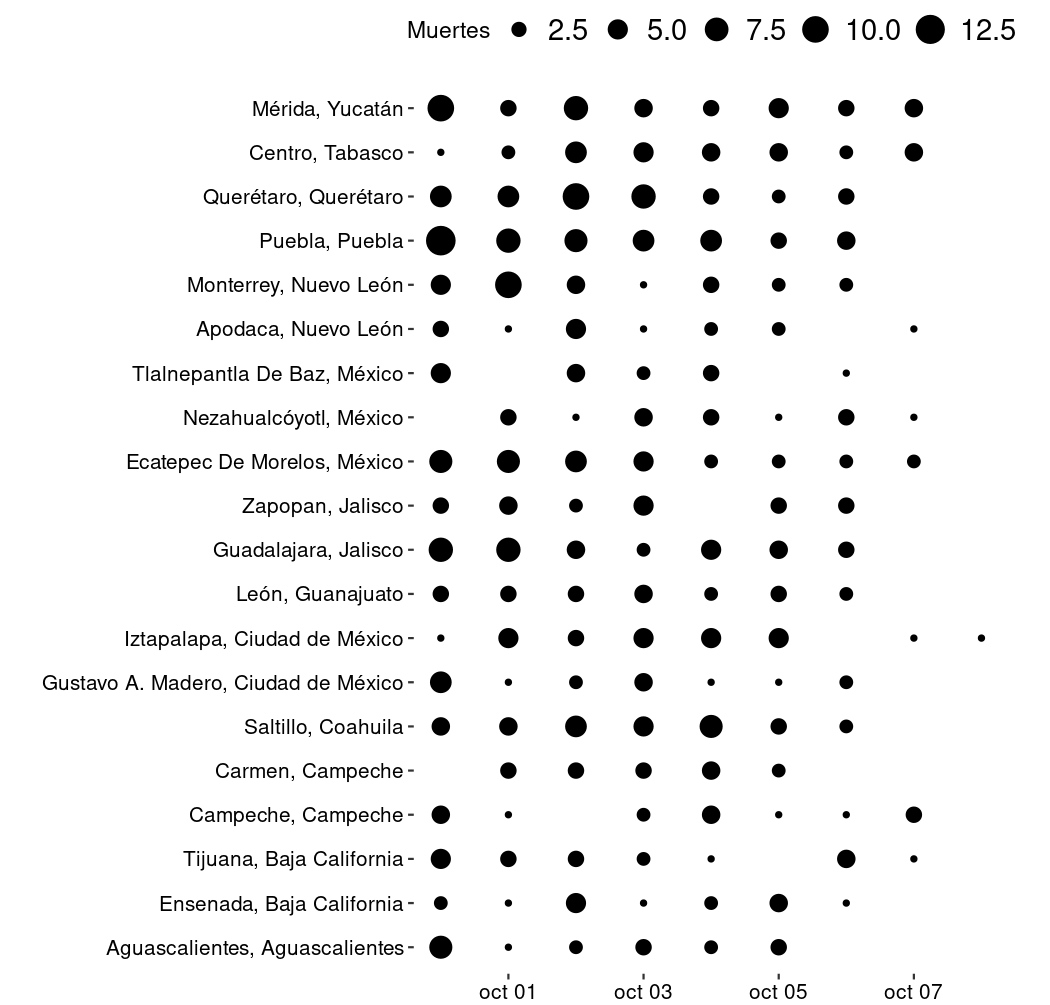 Muertes 2.5 5.0 7.5 10.0 12.5
Mérida, Yucatán
Centro, Tabasco
Querétaro, Querétaro
Puebla, Puebla
Monterrey, Nuevo León
Apodaca, Nuevo León
Tlalnepantla De Baz, México
Nezahualcóyotl, México
Ecatepec De Morelos, México
Zapopan, Jalisco
Guadalajara, Jalisco
León, Guanajuato
Iztapalapa, Ciudad de México
Gustavo A. Madero, Ciudad de México
Saltillo, Coahuila
Carmen, Campeche
Campeche, Campeche
Tijuana, Baja California
Ensenada, Baja California
Aguascalientes, Aguascalientes
oct 01 oct 03 oct 05 oct 07